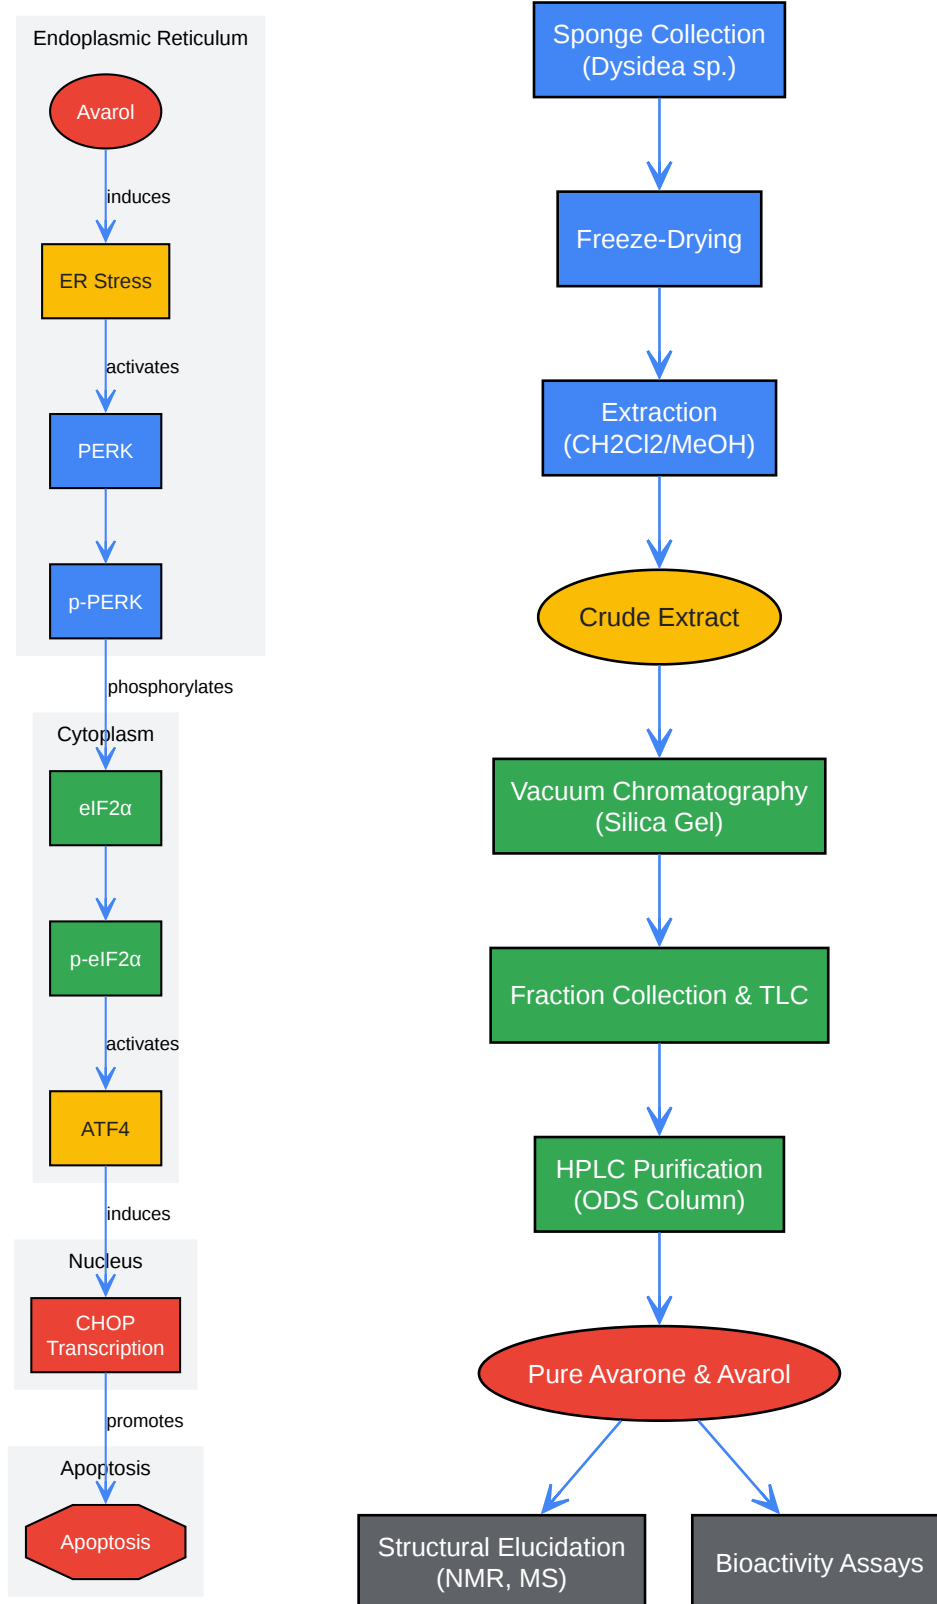 Endoplasmic Reticulum
Avarol
induces
ER Stress
activates
PERK
p-PERK
phosphorylates
Cytoplasm
eIF2α
p-eIF2α
activates
ATF4
induces
Nucleus
CHOP
Transcription
promotes
Apoptosis
Apoptosis
Sponge Collection
(Dysidea sp.)
Freeze-Drying
Extraction
(CH2Cl2/MeOH)
Crude Extract
Vacuum Chromatography
(Silica Gel)
Fraction Collection & TLC
HPLC Purification
(ODS Column)
Pure Avarone & Avarol
Structural Elucidation
(NMR, MS)
Bioactivity Assays